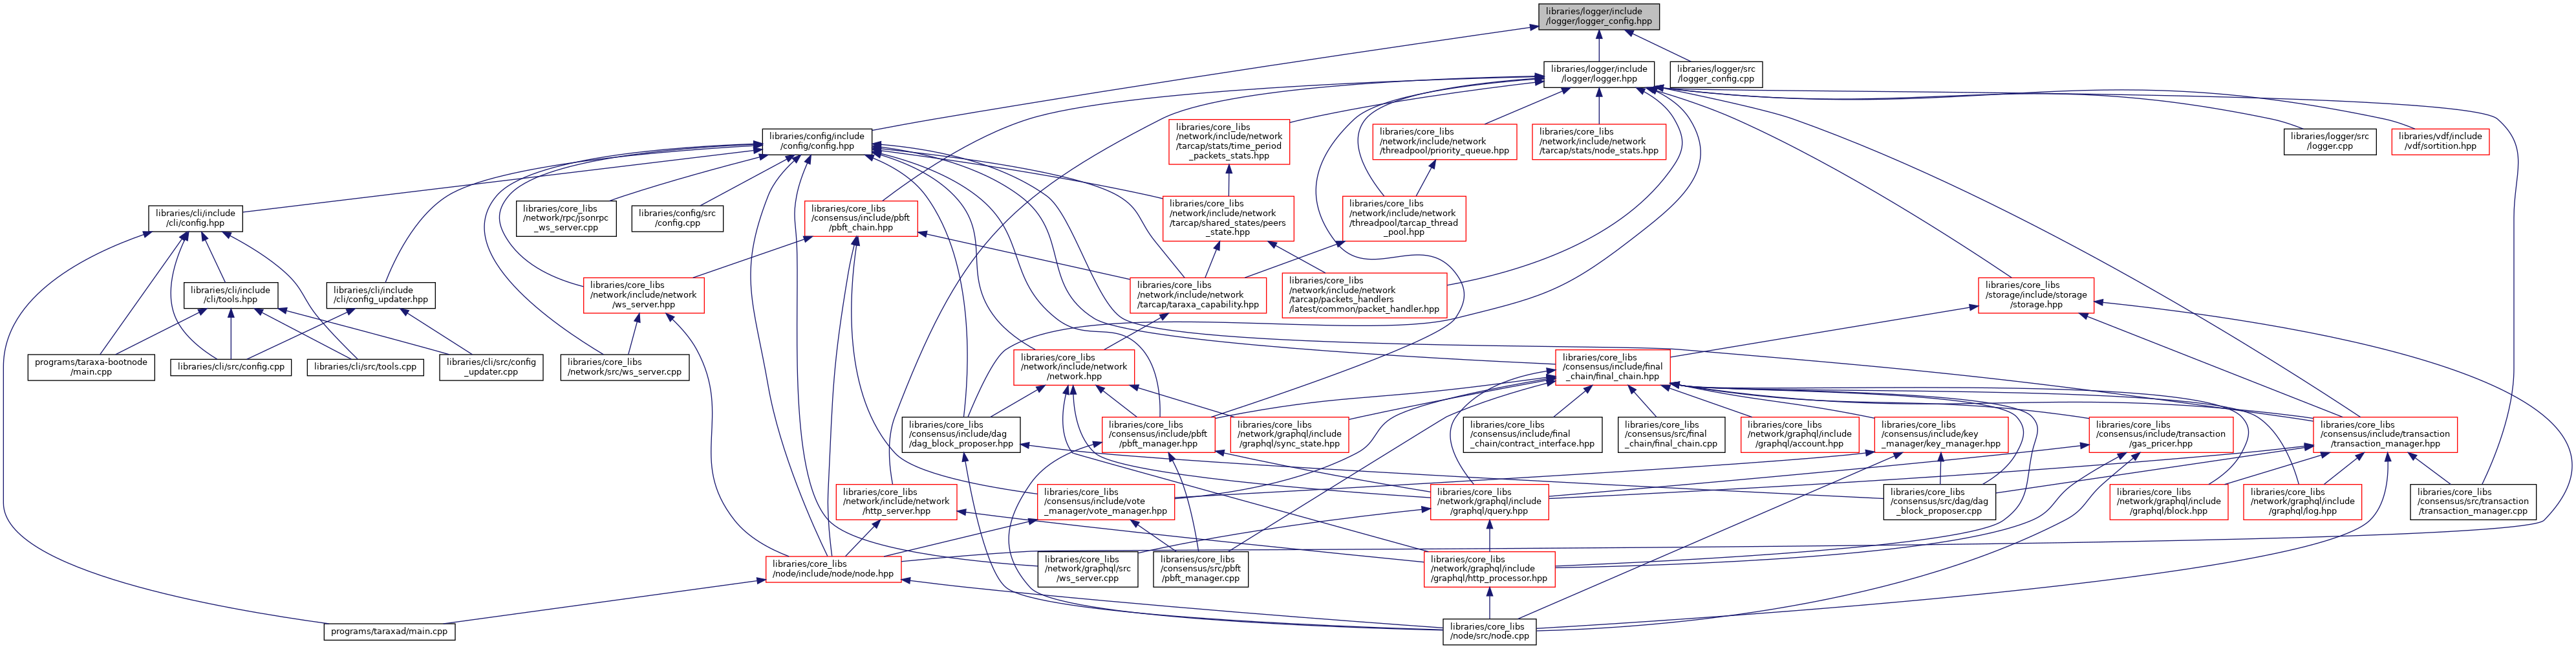 libraries/logger/include
/logger/logger_config.hpp
libraries/logger/include
/logger/logger.hpp
libraries/logger/src
/logger_config.cpp
libraries/config/include
/config/config.hpp
libraries/core_libs
/network/include/network
/tarcap/stats/time_period
_packets_stats.hpp
libraries/core_libs
/network/include/network
/threadpool/priority_queue.hpp
libraries/core_libs
/network/include/network
/tarcap/stats/node_stats.hpp
libraries/logger/src
/logger.cpp
libraries/vdf/include
/vdf/sortition.hpp
libraries/cli/include
/cli/config.hpp
libraries/core_libs
/network/rpc/jsonrpc
_ws_server.cpp
libraries/config/src
/config.cpp
libraries/core_libs
/consensus/include/pbft
/pbft_chain.hpp
libraries/core_libs
/network/include/network
/tarcap/shared_states/peers
_state.hpp
libraries/core_libs
/network/include/network
/threadpool/tarcap_thread
_pool.hpp
libraries/cli/include
/cli/tools.hpp
libraries/cli/include
/cli/config_updater.hpp
libraries/core_libs
/network/include/network
/ws_server.hpp
libraries/core_libs
/network/include/network
/tarcap/taraxa_capability.hpp
libraries/core_libs
/network/include/network
/tarcap/packets_handlers
/latest/common/packet_handler.hpp
libraries/core_libs
/storage/include/storage
/storage.hpp
programs/taraxa-bootnode
/main.cpp
libraries/cli/src/config.cpp
libraries/cli/src/tools.cpp
libraries/cli/src/config
_updater.cpp
libraries/core_libs
/network/src/ws_server.cpp
libraries/core_libs
/network/include/network
/network.hpp
libraries/core_libs
/consensus/include/final
_chain/final_chain.hpp
libraries/core_libs
/consensus/include/dag
/dag_block_proposer.hpp
libraries/core_libs
/consensus/include/pbft
/pbft_manager.hpp
libraries/core_libs
/network/graphql/include
/graphql/sync_state.hpp
libraries/core_libs
/consensus/include/final
_chain/contract_interface.hpp
libraries/core_libs
/consensus/src/final
_chain/final_chain.cpp
libraries/core_libs
/network/graphql/include
/graphql/account.hpp
libraries/core_libs
/consensus/include/key
_manager/key_manager.hpp
libraries/core_libs
/consensus/include/transaction
/gas_pricer.hpp
libraries/core_libs
/consensus/include/transaction
/transaction_manager.hpp
libraries/core_libs
/network/include/network
/http_server.hpp
libraries/core_libs
/consensus/include/vote
_manager/vote_manager.hpp
libraries/core_libs
/network/graphql/include
/graphql/query.hpp
libraries/core_libs
/consensus/src/dag/dag
_block_proposer.cpp
libraries/core_libs
/network/graphql/include
/graphql/block.hpp
libraries/core_libs
/network/graphql/include
/graphql/log.hpp
libraries/core_libs
/consensus/src/transaction
/transaction_manager.cpp
libraries/core_libs
/node/include/node/node.hpp
libraries/core_libs
/network/graphql/src
/ws_server.cpp
libraries/core_libs
/consensus/src/pbft
/pbft_manager.cpp
libraries/core_libs
/network/graphql/include
/graphql/http_processor.hpp
programs/taraxad/main.cpp
libraries/core_libs
/node/src/node.cpp